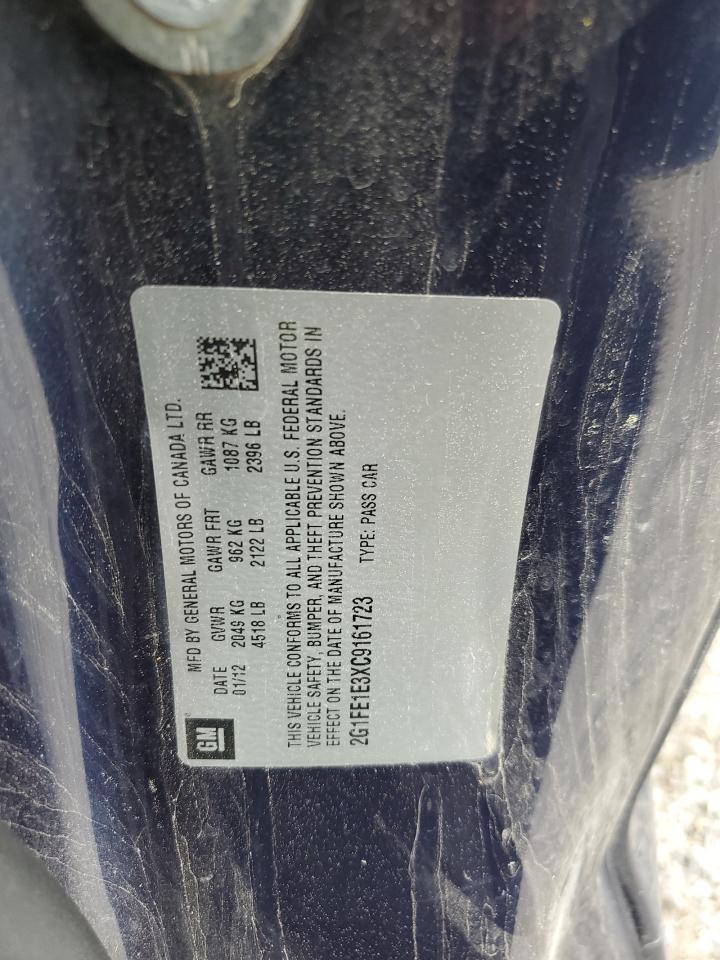 GM
MFD BY GENERAL MOTORS OF CANADA LTD.
DATE GVWR GAWR FRT GAWR RR
01/12 2049 KG 962 KG 1087 KG
4518 LB 2122 LB 2396 LB
THIS VEHICLE CONFORMS TO ALL APPLICABLE U.S. FEDERAL MOTOR
VEHICLE SAFETY, BUMPER, AND THEFT PREVENTION STANDARDS IN
EFFECT ON THE DATE OF MANUFACTURE SHOWN ABOVE.
2G1FE1E3XC9161723 TYPE: PASS CAR